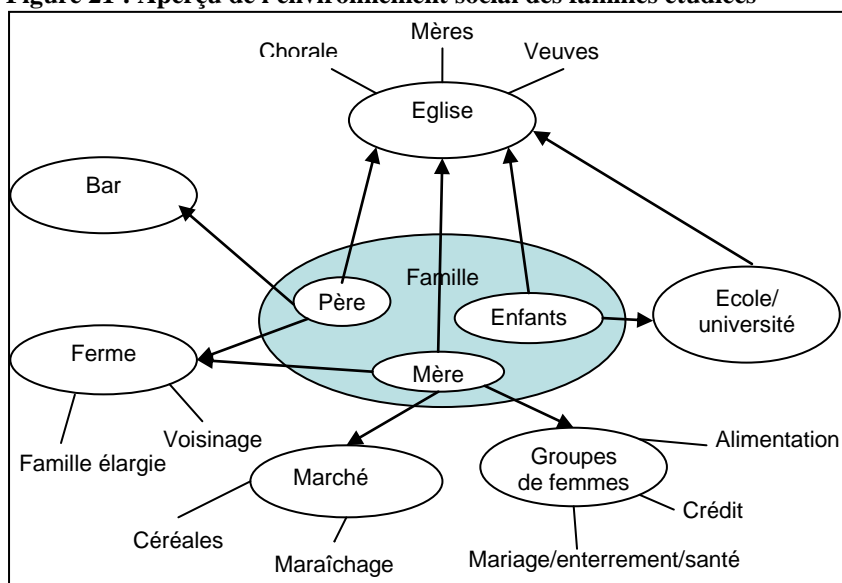 Figure 21 : Aperçu de l'environnement social des familles étudiées
Mères
Chorale
Veuves
Eglise
Bar
Famille
Père
Enfants
Ecole/
université
Ferme
Mère
Voisinage
Famille élargie
Marché
Groupes
de femmes
Alimentation
Crédit
Céréales
Maraîchage
Mariage/enterrement/santé